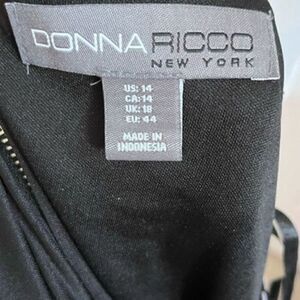 DONNA RICCO
NEW YORK
US: 14
CA: 14
UK: 18
EU: 44
MADE IN
INDONESIA